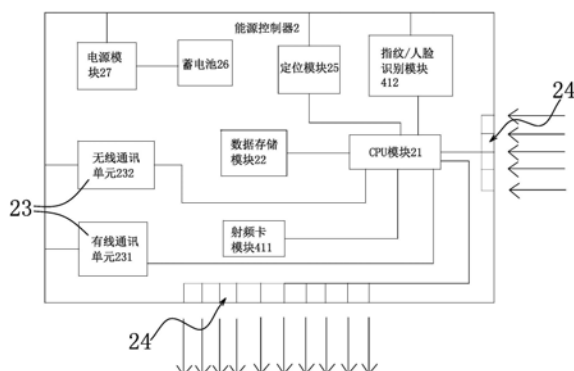 能源控制器2
电源模
块27
蓄电池26
定位模块25
指纹/人脸
识别模块
412
24
无线通讯
单元232
数据存储
模块22
CPU模块21
23
有线通讯
单元231
射频卡
模块411
24